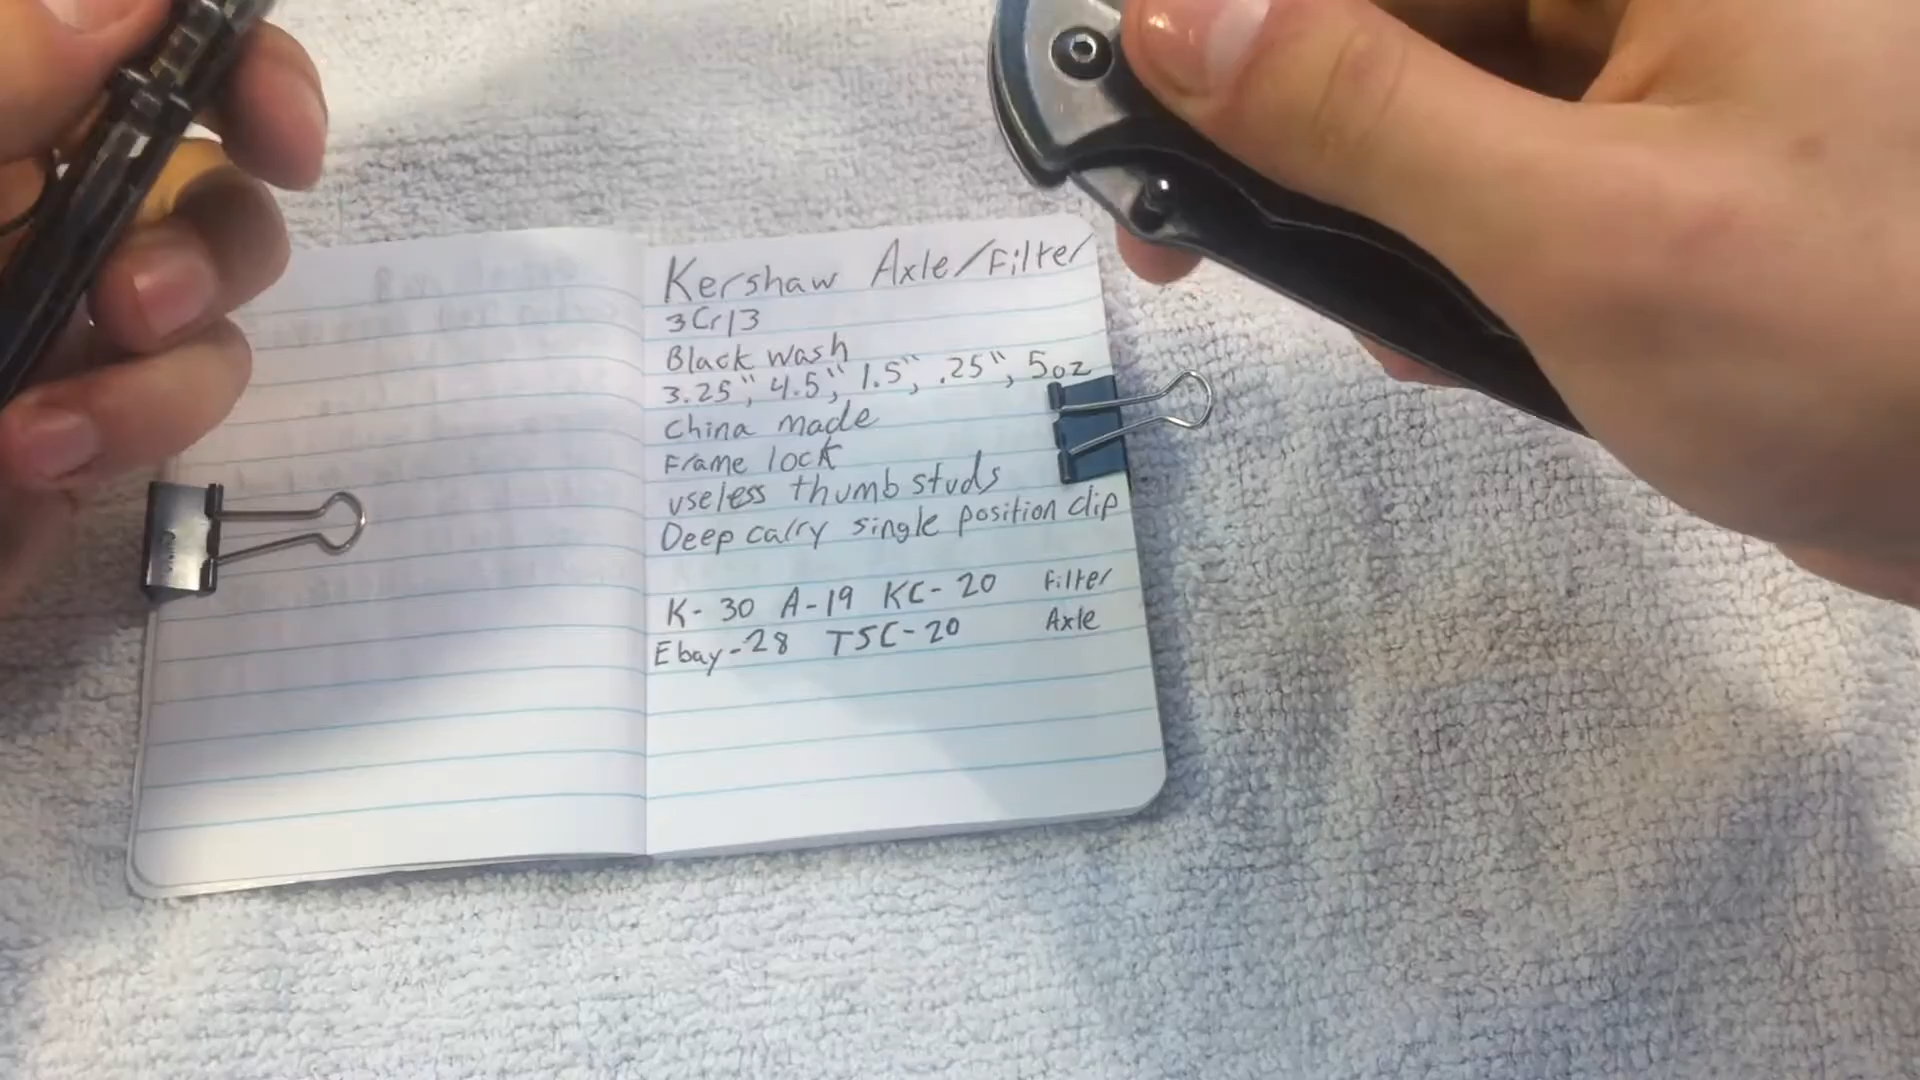 Kershaw Axle/Filter
3Cr13
Black wash
3.25", 4.5", 1.5", .25", 5oz
China made
Frame lock
useless thumb studs
Deep carry single position clip
K- 30 A-19 KC- 20 Filter
Ebay-28 TSC-20 Axle